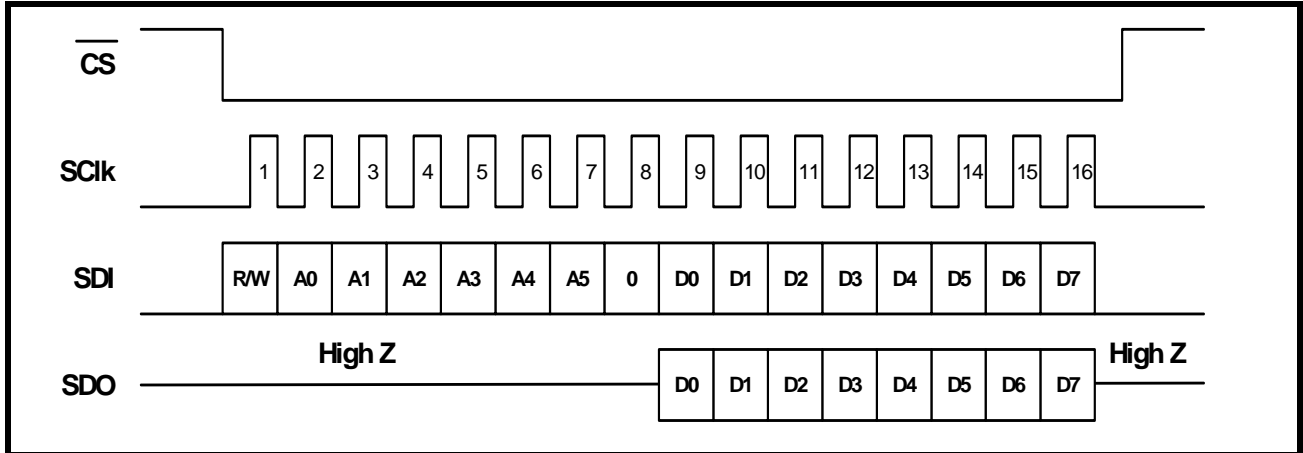 CS
SClk 1 2 3 4 5 6 7 8 9 10 11 12 13 14 15 16
SDI R/W A0 A1 A2 A3 A4 A5 0 D0 D1 D2 D3 D4 D5 D6 D7
High Z High Z
SDO D0 D1 D2 D3 D4 D5 D6 D7